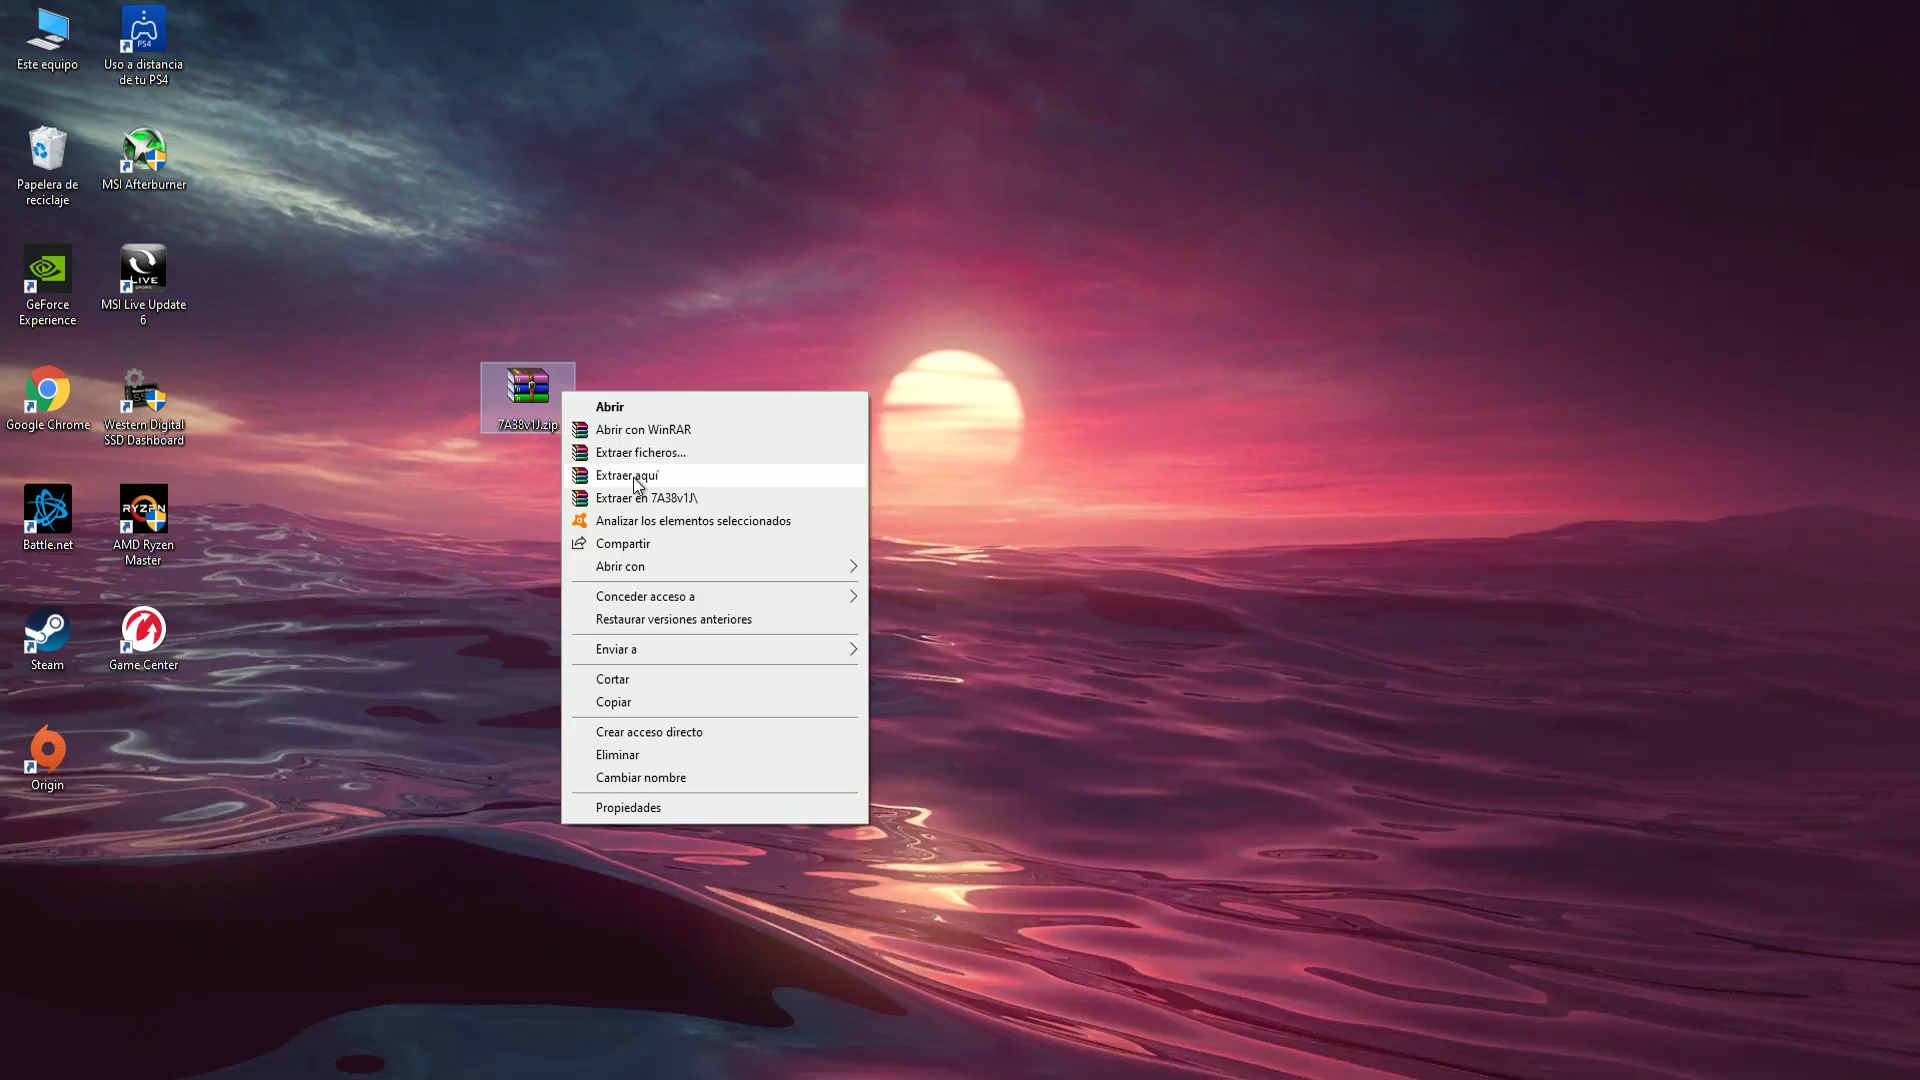 Este equipo
Uso a distancia
de tu PS4
PS4
Papelera de
reciclaje
MSI Afterburner
GeForce
Experience
LIVE
MSI Live Update
6
Google Chrome
Western Digital
SSD Dashboard
Battle.net
RYZEN
AMD Ryzen
Master
Steam
Game Center
Origin
7A38v1J.zip
Abrir
Abrir con WinRAR
Extraer ficheros...
Extraer aquí
Extraer en 7A38v1J\
Analizar los elementos seleccionados
Compartir
Abrir con
Conceder acceso a
Restaurar versiones anteriores
Enviar a
Cortar
Copiar
Crear acceso directo
Eliminar
Cambiar nombre
Propiedades